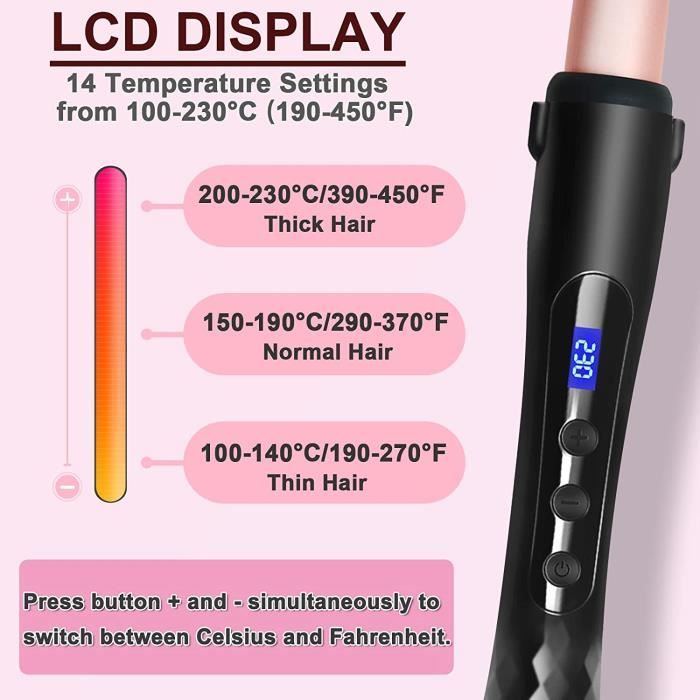 LCD DISPLAY
14 Temperature Settings
from 100-230°C (190-450°F)
200-230°C/390-450°F
Thick Hair
150-190°C/290-370°F
Normal Hair
100-140°C/190-270°F
Thin Hair
230
Press button + and - simultaneously to
switch between Celsius and Fahrenheit.